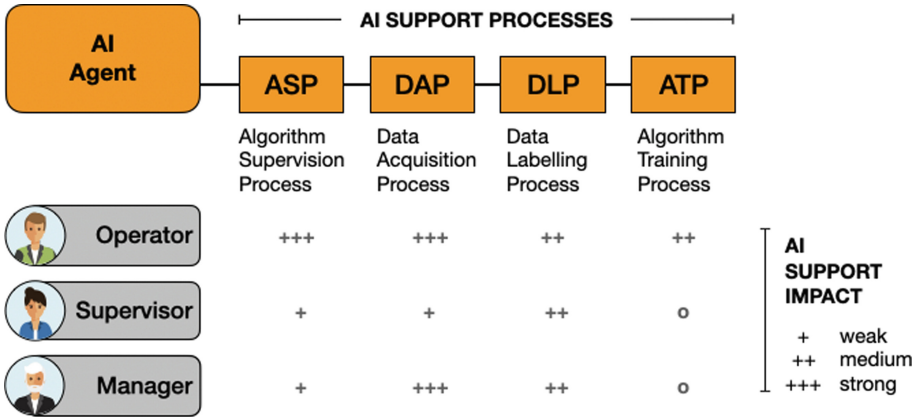 AI SUPPORT PROCESSES
AI
Agent
ASP
DAP
DLP
ATP
Algorithm
Supervision
Process
Data
Acquisition
Process
Data
Labelling
Process
Algorithm
Training
Process
Operator
+++
+++
++
++
Supervisor
+
+
++
o
Manager
+
+++
++
o
AI
SUPPORT
IMPACT
+ weak
++ medium
+++ strong